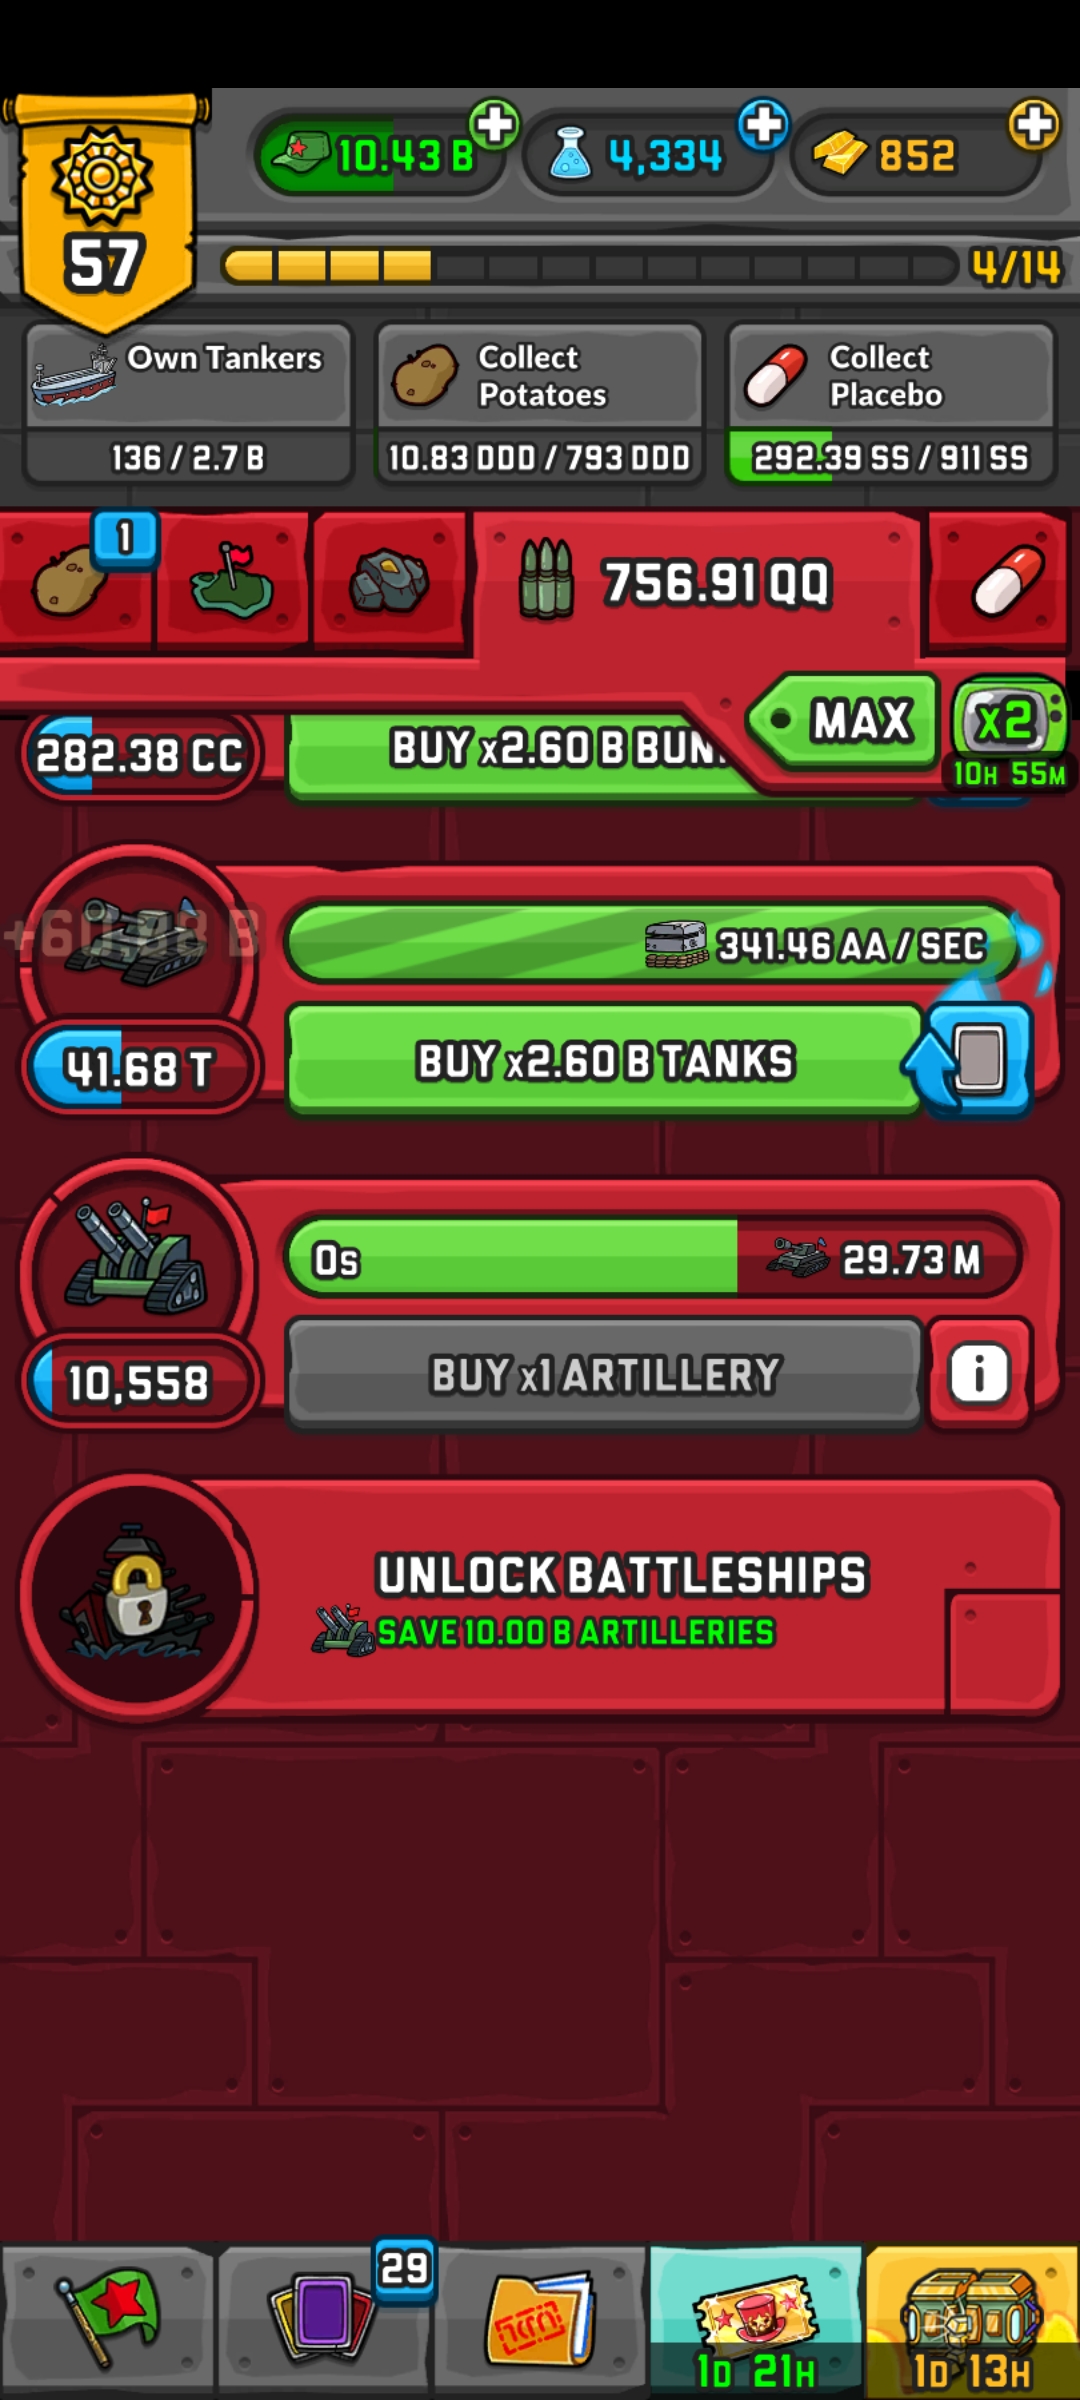 10.43 B
4,334
852
57
4/14
Own Tankers
136 / 2.7 B
Collect
Potatoes
10.83 DDD / 793 DDD
Collect
Placebo
292.39 SS / 911 SS
1
756.91 QQ
MAX
x2
10H 55M
282.38 CC
BUY x2.60 B BUN
341.46 AA / SEC
41.68 T
BUY x2.60 B TANKS
0s
29.73 M
10,558
BUY x1 ARTILLERY
i
UNLOCK BATTLESHIPS
SAVE 10.00 B ARTILLERIES
29
1D 21H
1D 13H